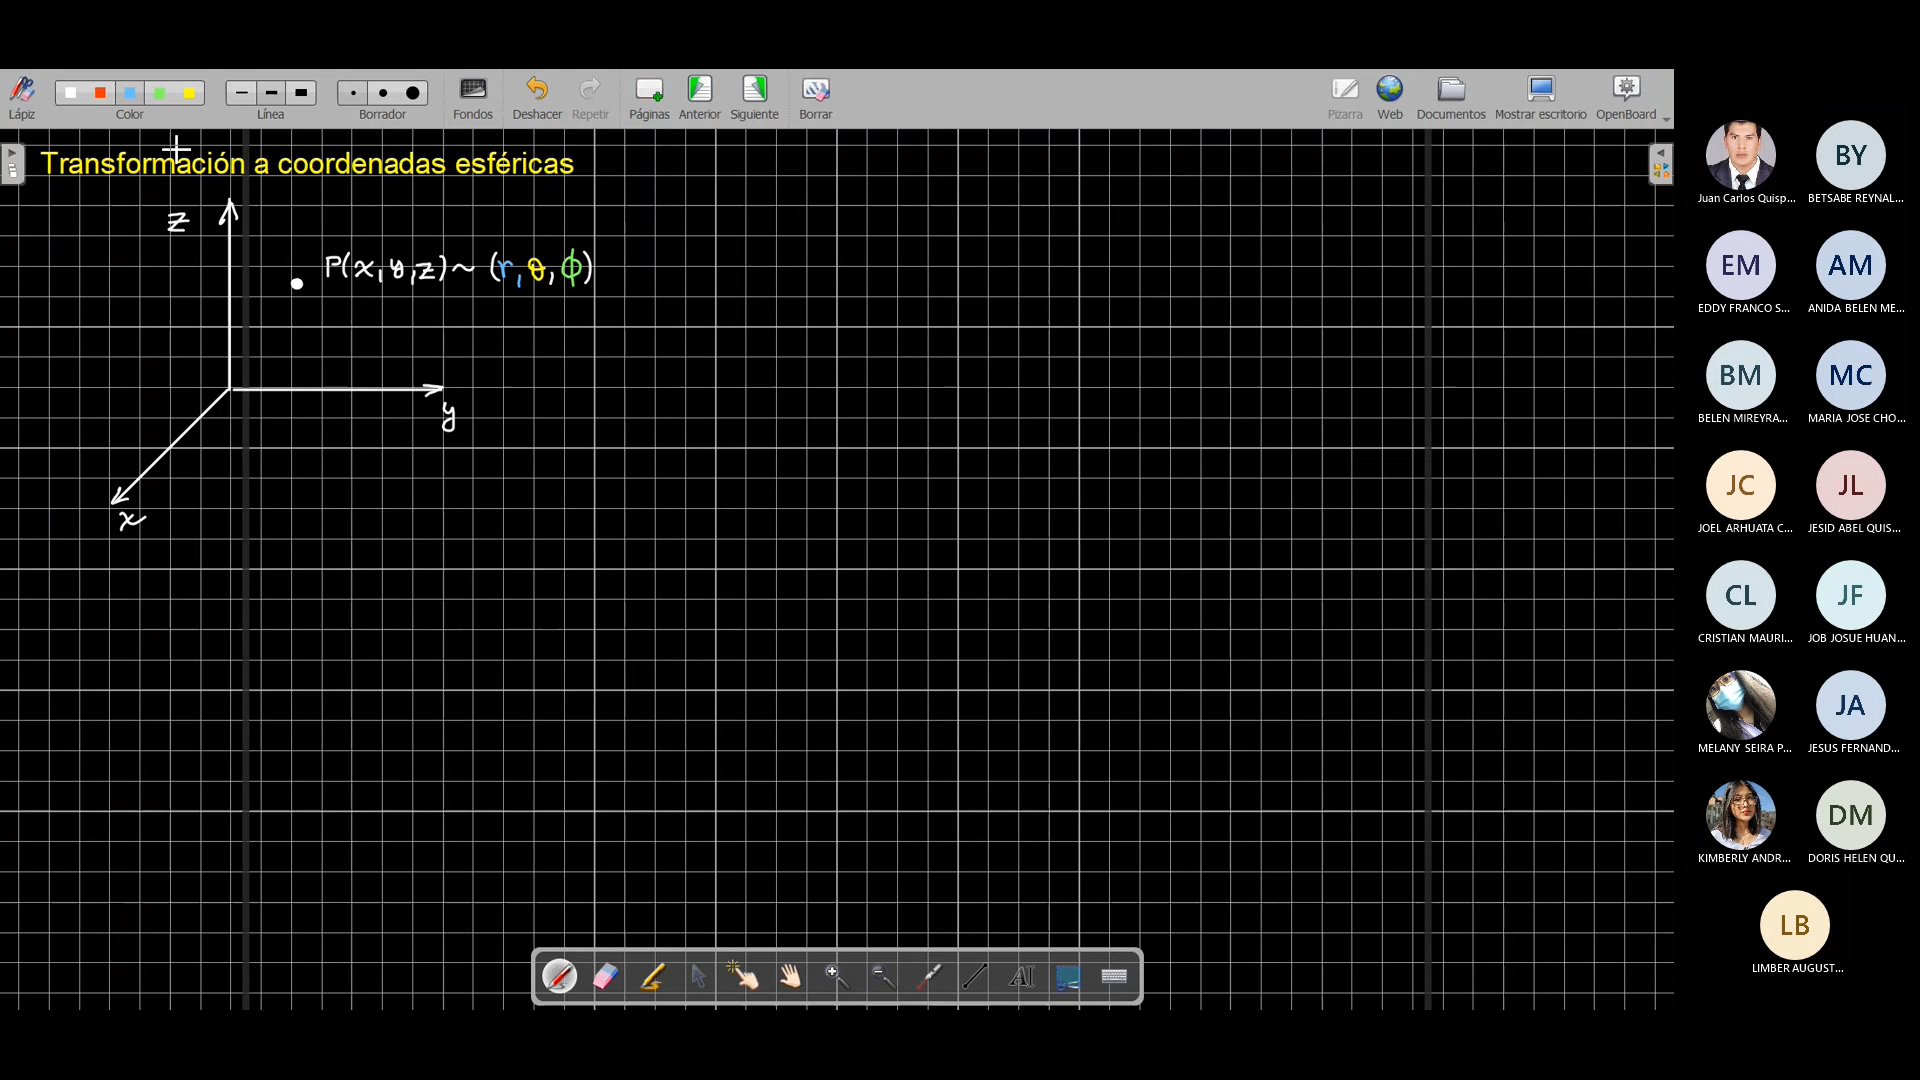 Lápiz Color Línea Borrador Fondos Deshacer Repetir Páginas Anterior Siguiente Borrar Pizarra Web Documentos Mostrar escritorio OpenBoard
Transformación a coordenadas esféricas
z
P(x,y,z) ~ (r,θ,ϕ)
y
x
BY
Juan Carlos Quisp... BETSABE REYNAL...
EM AM
EDDY FRANCO S... ANIDA BELEN ME...
BM MC
BELEN MIREYRA... MARIA JOSE CHO...
JC JL
JOEL ARHUATA C... JESID ABEL QUIS...
CL JF
CRISTIAN MAURI... JOB JOSUE HUAN...
JA
MELANY SEIRA P... JESUS FERNAND...
DM
KIMBERLY ANDR... DORIS HELEN QU...
LB
LIMBER AUGUST...
AI